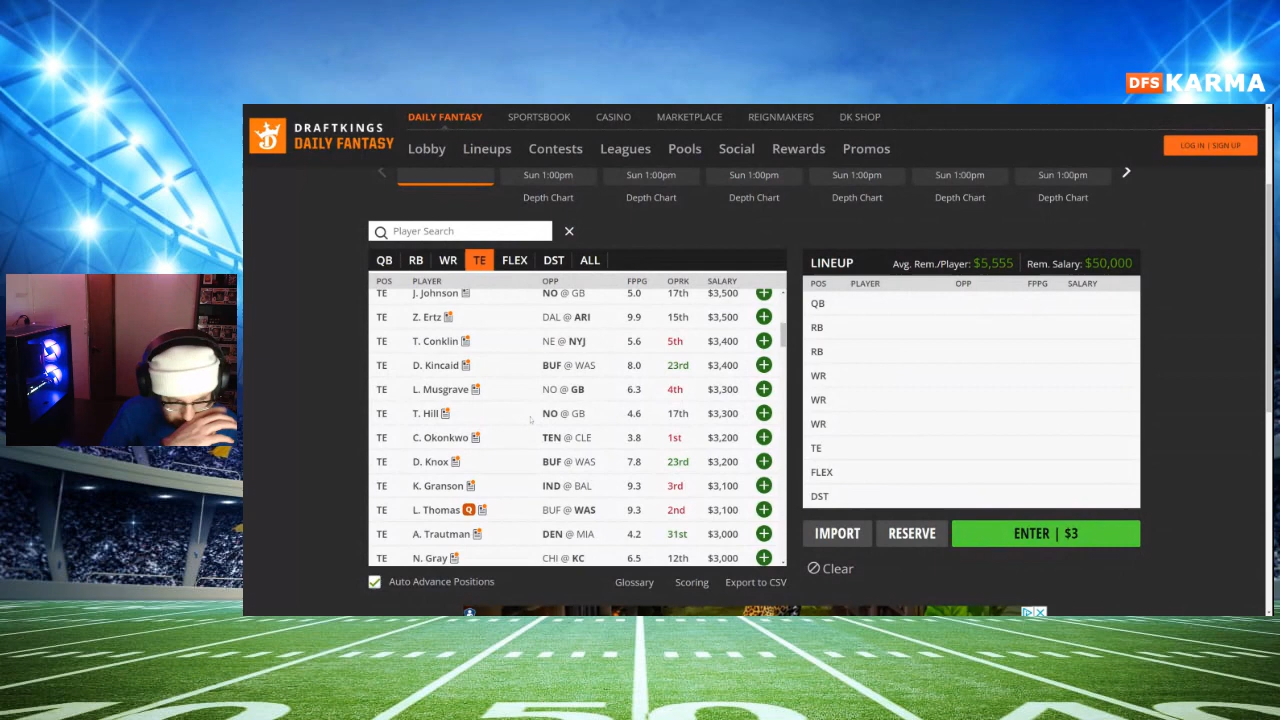 DFS KARMA
DRAFTKINGS
DAILY FANTASY
DAILY FANTASY SPORTSBOOK CASINO MARKETPLACE REIGNMAKERS DK SHOP
Lobby Lineups Contests Leagues Pools Social Rewards Promos
LOG IN | SIGN UP
Sun 1:00pm Sun 1:00pm Sun 1:00pm Sun 1:00pm Sun 1:00pm Sun 1:00pm
Depth Chart Depth Chart Depth Chart Depth Chart Depth Chart Depth Chart
Player Search
QB RB WR TE FLEX DST ALL
POS PLAYER OPP FPPG OPRK SALARY
TE J. Johnson NO @ GB 5.0 17th $3,500
TE Z. Ertz DAL @ ARI 9.9 15th $3,500
TE T. Conklin NE @ NYJ 5.6 5th $3,400
TE D. Kincaid BUF @ WAS 8.0 23rd $3,400
TE L. Musgrave NO @ GB 6.3 4th $3,300
TE T. Hill NO @ GB 4.6 17th $3,300
TE C. Okonkwo TEN @ CLE 3.8 1st $3,200
TE D. Knox BUF @ WAS 7.8 23rd $3,200
TE K. Granson IND @ BAL 9.3 3rd $3,100
TE L. Thomas Q BUF @ WAS 9.3 2nd $3,100
TE A. Trautman DEN @ MIA 4.2 31st $3,000
TE N. Gray CHI @ KC 6.5 12th $3,000
Auto Advance Positions Glossary Scoring Export to CSV
LINEUP Avg. Rem./Player: $5,555 Rem. Salary: $50,000
POS PLAYER OPP FPPG SALARY
QB
RB
RB
WR
WR
WR
TE
FLEX
DST
IMPORT RESERVE ENTER | $3
Clear